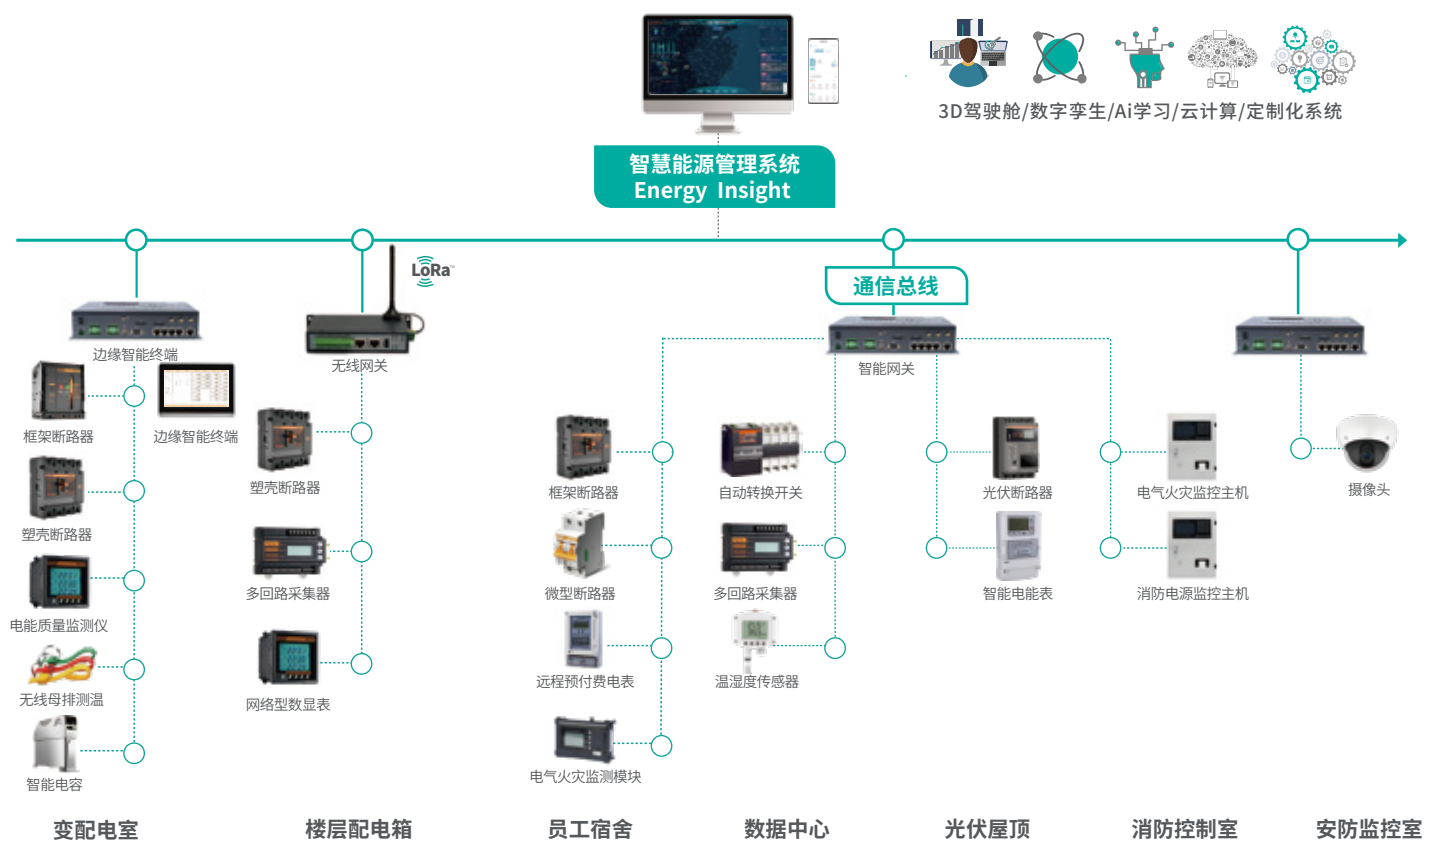 3D驾驶舱/数字孪生/Ai学习/云计算/定制化系统
智慧能源管理系统
Energy Insight
LoRa™
通信总线
边缘智能终端
无线网关
智能网关
框架断路器
边缘智能终端
塑壳断路器
框架断路器
自动转换开关
光伏断路器
电气火灾监控主机
摄像头
塑壳断路器
多回路采集器
微型断路器
多回路采集器
智能电能表
消防电源监控主机
电能质量监测仪
无线母排测温
网络型数显表
远程预付费电表
温湿度传感器
智能电容
电气火灾监测模块
变配电室
楼层配电箱
员工宿舍
数据中心
光伏屋顶
消防控制室
安防监控室